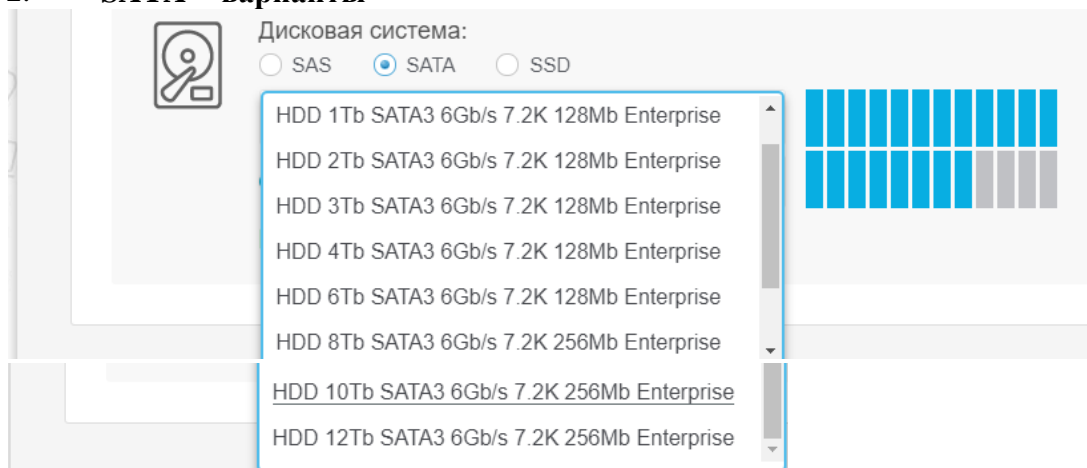 2. SATA – варианты
Дисковая система:
SAS SATA SSD
HDD 1Tb SATA3 6Gb/s 7.2K 128Mb Enterprise
HDD 2Tb SATA3 6Gb/s 7.2K 128Mb Enterprise
HDD 3Tb SATA3 6Gb/s 7.2K 128Mb Enterprise
HDD 4Tb SATA3 6Gb/s 7.2K 128Mb Enterprise
HDD 6Tb SATA3 6Gb/s 7.2K 128Mb Enterprise
HDD 8Tb SATA3 6Gb/s 7.2K 256Mb Enterprise
HDD 10Tb SATA3 6Gb/s 7.2K 256Mb Enterprise
HDD 12Tb SATA3 6Gb/s 7.2K 256Mb Enterprise